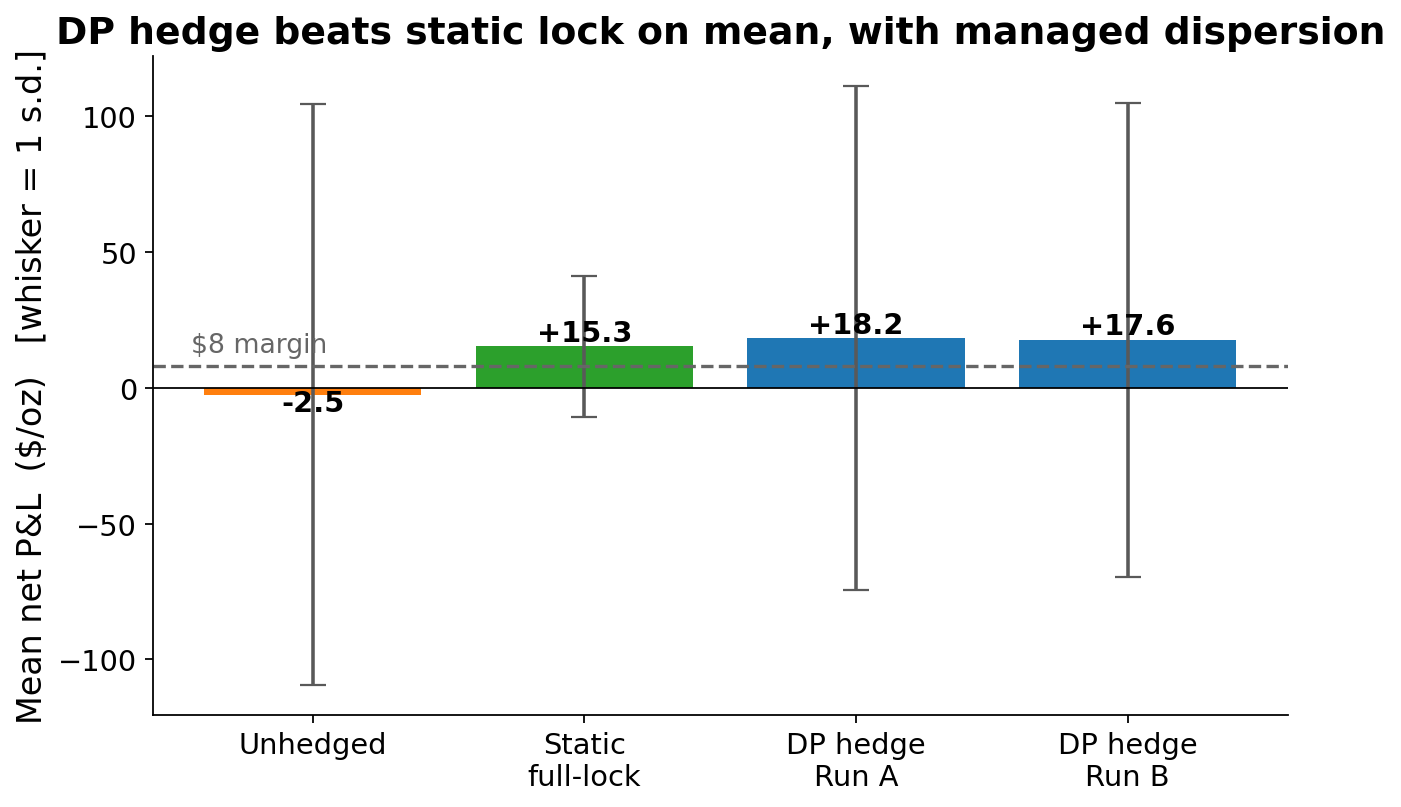 DP hedge beats static lock on mean, with managed dispersion
Mean net P&L ($/oz) [whisker = 1 s.d.]
100
50
0
−50
−100
$8 margin
-2.5
+15.3
+18.2
+17.6
Unhedged
Static
full-lock
DP hedge
Run A
DP hedge
Run B